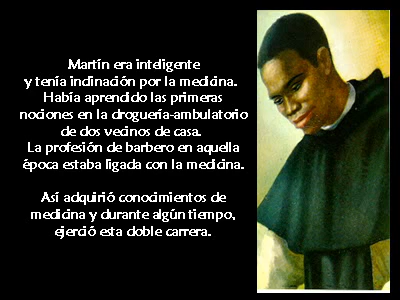 Martín era inteligente
y tenía inclinación por la medicina.
Había aprendido las primeras
nociones en la droguería-ambulatorio
de dos vecinos de casa.
La profesión de barbero en aquella
época estaba ligada con la medicina.
Así adquirió conocimientos de
medicina y durante algún tiempo,
ejerció esta doble carrera.